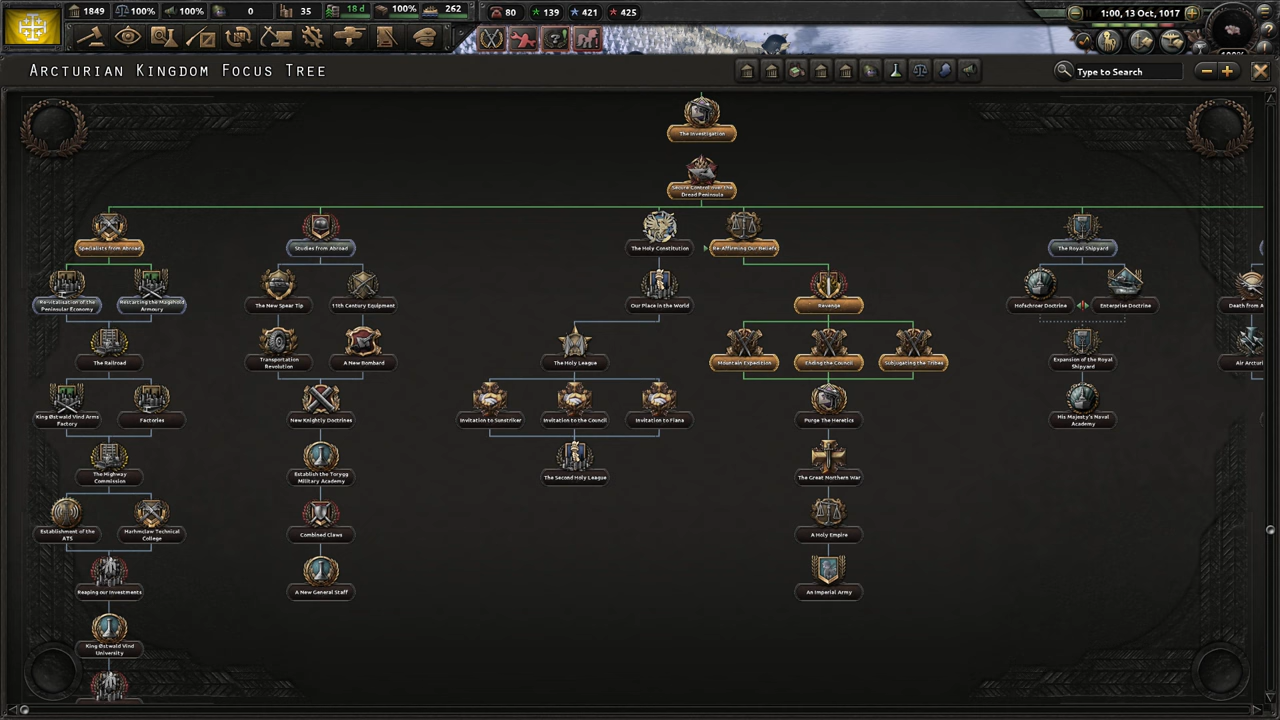 1849 100% 100% 0 35 18 d 100% 262 80 139 421 425 1:00, 13 Oct, 1017
Arcturian Kingdom Focus Tree
Type to Search
The Investigation
Secure Control over the
Dread Peninsula
Specialists from Abroad
Studies from Abroad
The Holy Constitution
Re-Affirming Our Beliefs
The Royal Shipyard
Revitalisation of the
Peninsular Economy
Restarting the Magehold
Armoury
The New Spear Tip
11th Century Equipment
Our Place in the World
Revenge
Hofschroer Doctrine
Enterprise Doctrine
Death from A
The Railroad
Transportation
Revolution
A New Bombard
The Holy League
Mountain Expedition
Ending the Council
Subjugating the Tribes
Expansion of the Royal
Shipyard
Air Arcturi
King Østwald Vind Arms
Factory
Factories
New Knightly Doctrines
Invitation to Sunstriker
Invitation to the Council
Invitation to Fiana
Purge The Heretics
His Majesty's Naval
Academy
The Highway
Commission
Establish the Torygg
Military Academy
The Second Holy League
The Great Northern War
Establishment of the
ATS
Harhmclaw Technical
College
Combined Claws
A Holy Empire
Reaping our Investments
A New General Staff
An Imperial Army
King Østwald Vind
University